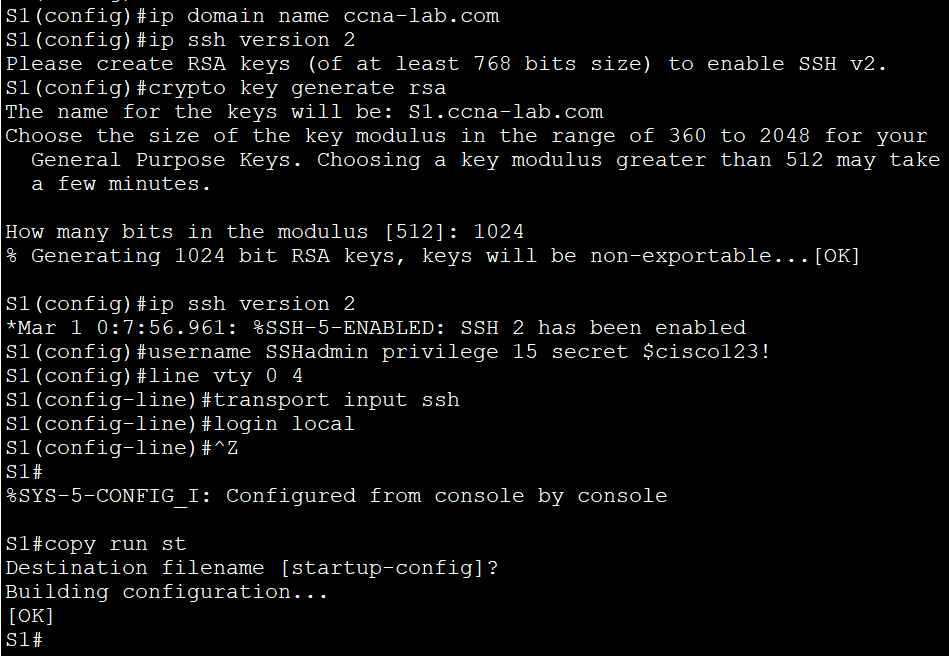 S1(config)#ip domain name ccna-lab.com
S1(config)#ip ssh version 2
Please create RSA keys (of at least 768 bits size) to enable SSH v2.
S1(config)#crypto key generate rsa
The name for the keys will be: S1.ccna-lab.com
Choose the size of the key modulus in the range of 360 to 2048 for your
  General Purpose Keys. Choosing a key modulus greater than 512 may take
  a few minutes.

How many bits in the modulus [512]: 1024
% Generating 1024 bit RSA keys, keys will be non-exportable...[OK]

S1(config)#ip ssh version 2
*Mar 1 0:7:56.961: %SSH-5-ENABLED: SSH 2 has been enabled
S1(config)#username SSHadmin privilege 15 secret $cisco123!
S1(config)#line vty 0 4
S1(config-line)#transport input ssh
S1(config-line)#login local
S1(config-line)#^Z
S1#
%SYS-5-CONFIG_I: Configured from console by console

S1#copy run st
Destination filename [startup-config]?
Building configuration...
[OK]
S1#